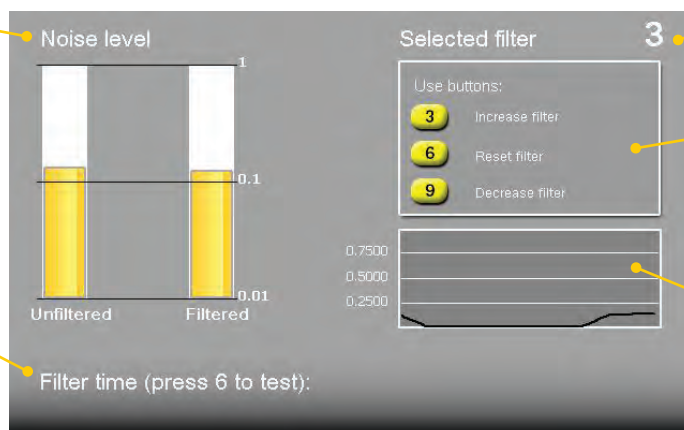 Noise level
1
0.1
0.01
Unfiltered Filtered
Selected filter 3
Use buttons:
3 Increase filter
6 Reset filter
9 Decrease filter
0.7500
0.5000
0.2500
Filter time (press 6 to test):